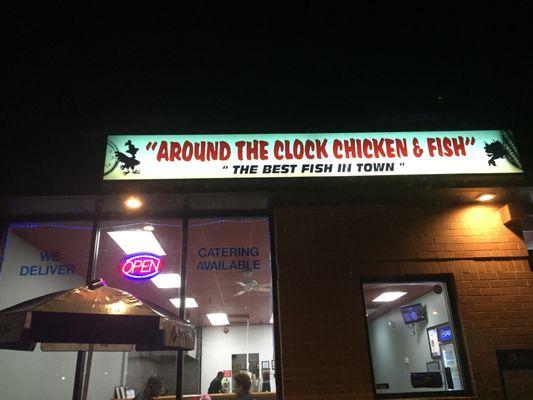 "AROUND THE CLOCK CHICKEN & FISH"
" THE BEST FISH III TOWN "
WE
DELIVER
OPEN
CATERING
AVAILABLE